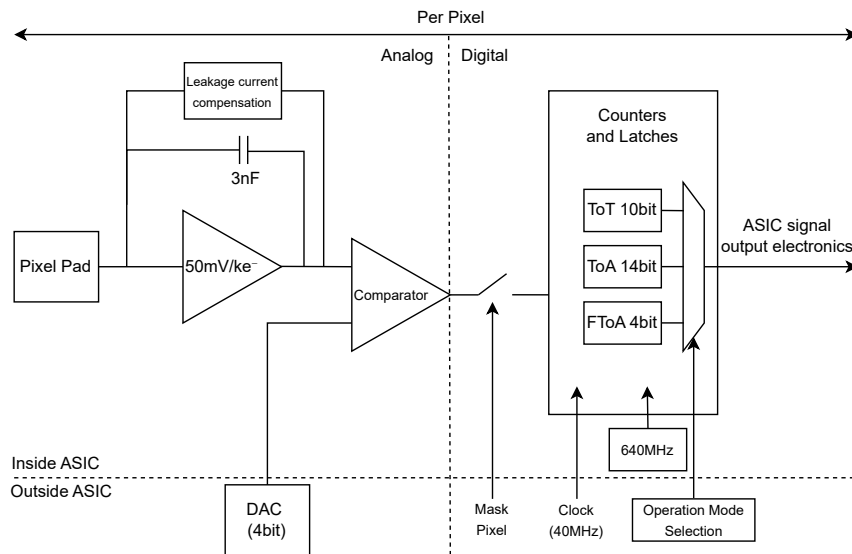 Per Pixel
Analog
Digital
Leakage current
compensation
3nF
Pixel Pad
50mV/ke⁻
Comparator
Counters
and Latches
ToT 10bit
ToA 14bit
FToA 4bit
ASIC signal
output electronics
640MHz
Inside ASIC
Outside ASIC
DAC
(4bit)
Mask
Pixel
Clock
(40MHz)
Operation Mode
Selection